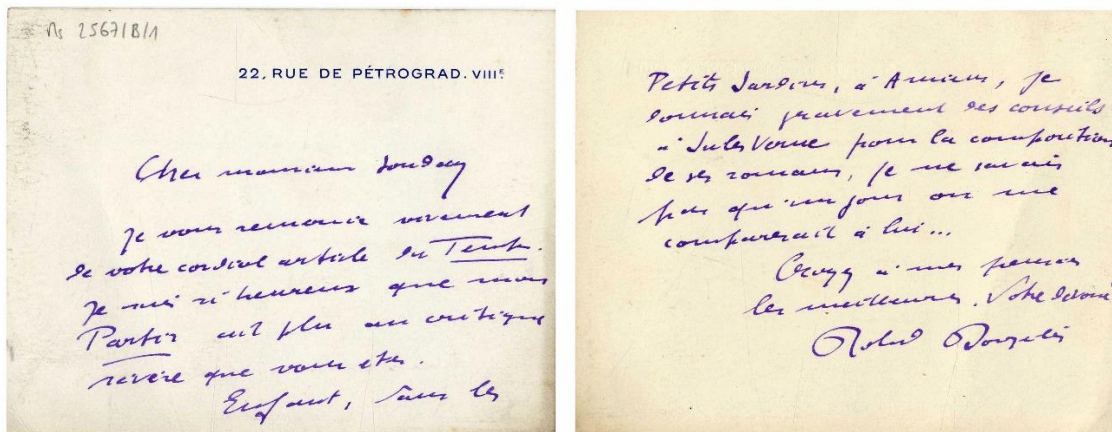 Ms 25671/B/1
22, RUE DE PÉTROGRAD. VIIIE
Cher monsieur Souday
Je vous remercie vivement
de votre cordial article du Temps.
Je suis si heureux que mon
Partir ait plu au critique
sévère que vous êtes.
Enfant, dans les
Petits Jardins, à Amiens, je
donnais gravement des conseils
à Jules Verne pour la composition
de ses romans, je ne savais
pas qu'un jour on me
comparerait à lui...
Croyez à mes pensées
les meilleures. Votre dévoué
Roland Dorgelès